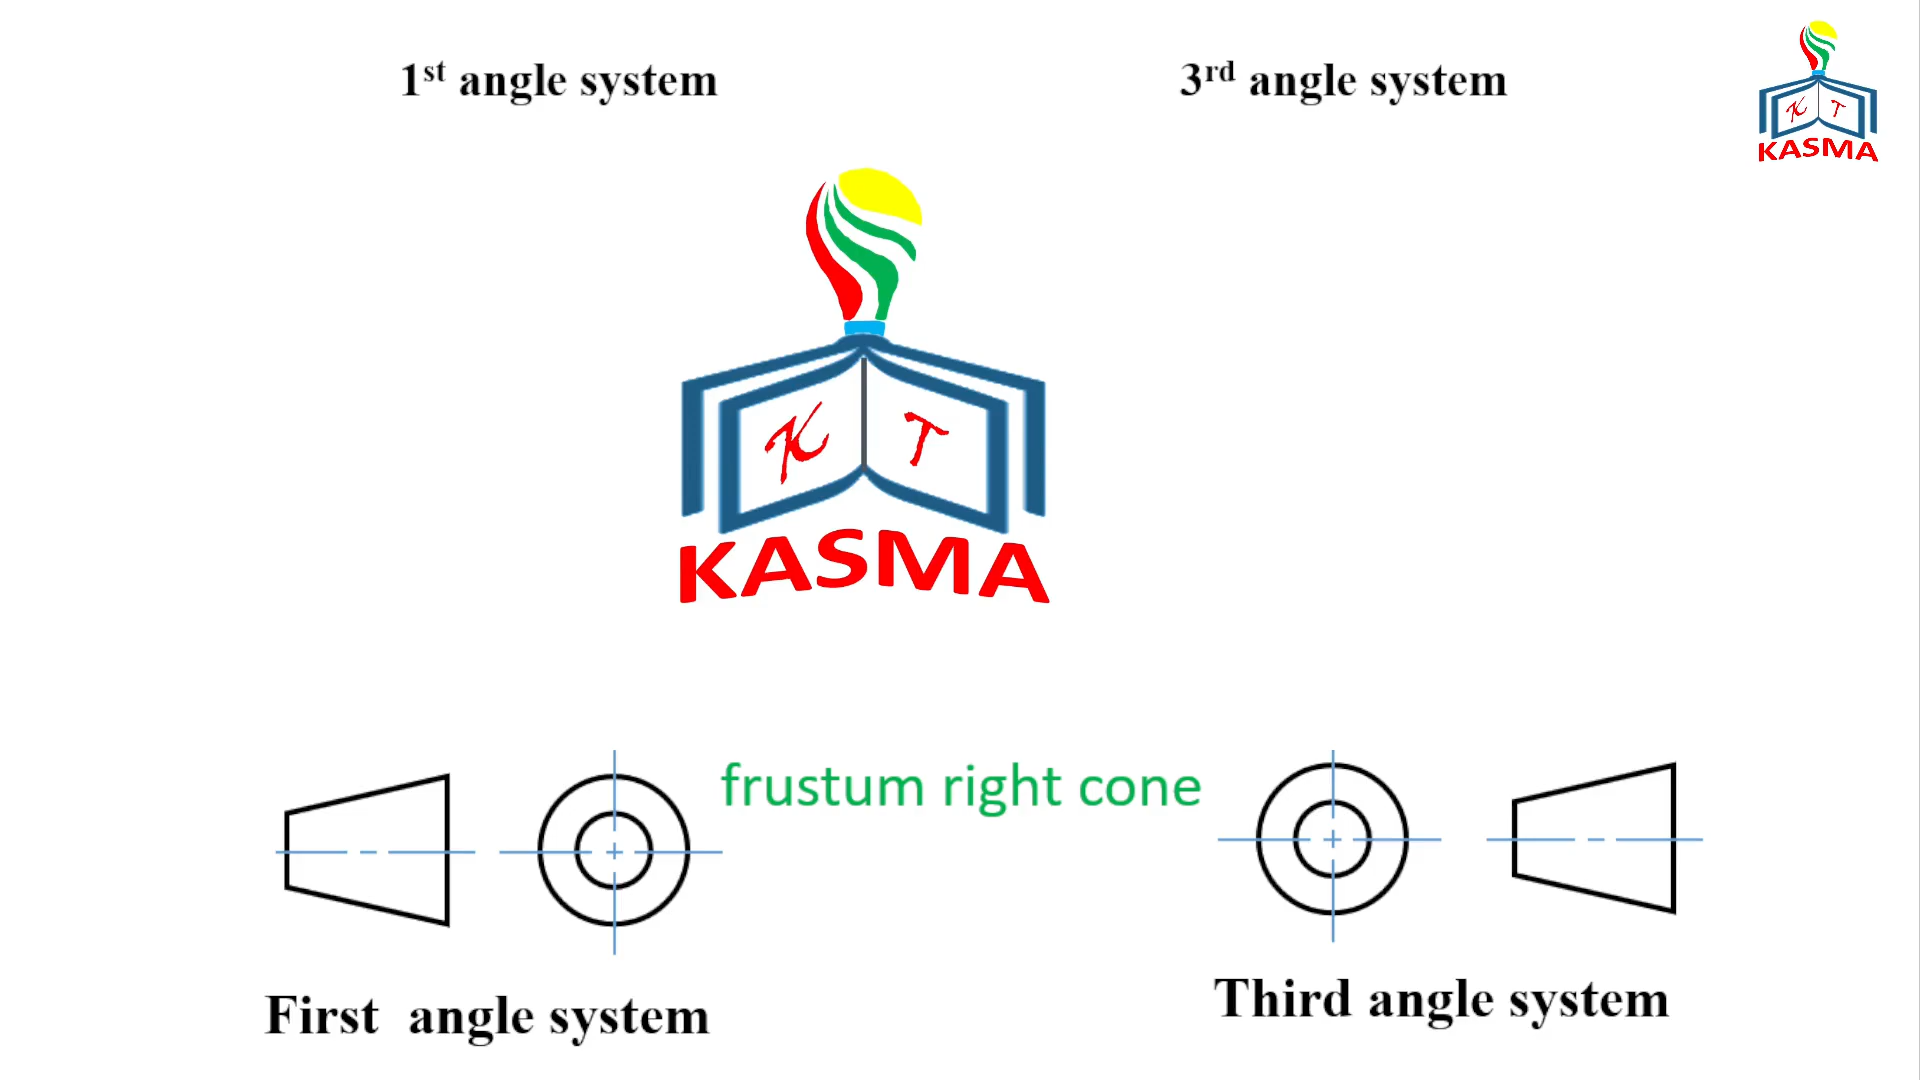 1st angle system
3rd angle system
K T
KASMA
K T
KASMA
frustum right cone
First angle system
Third angle system